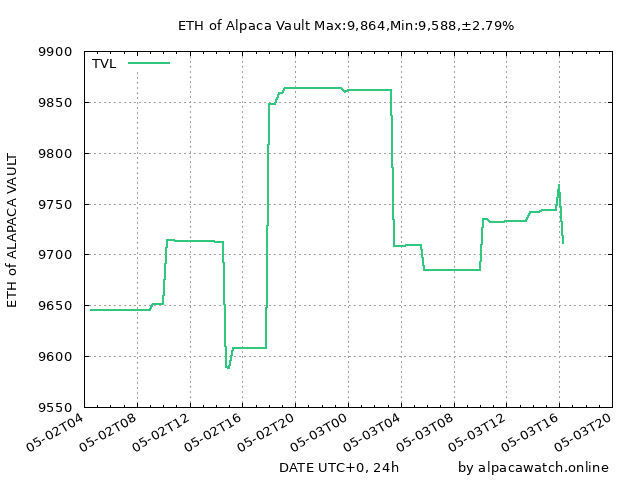 ETH of Alpaca Vault Max:9,864,Min:9,588,±2.79%
TVL
9900
9850
9800
9750
9700
9650
9600
9550
ETH of ALAPACA VAULT
05-02T04
05-02T08
05-02T12
05-02T16
05-02T20
05-03T00
05-03T04
05-03T08
05-03T12
05-03T16
05-03T20
DATE UTC+0, 24h
by alpacawatch.online